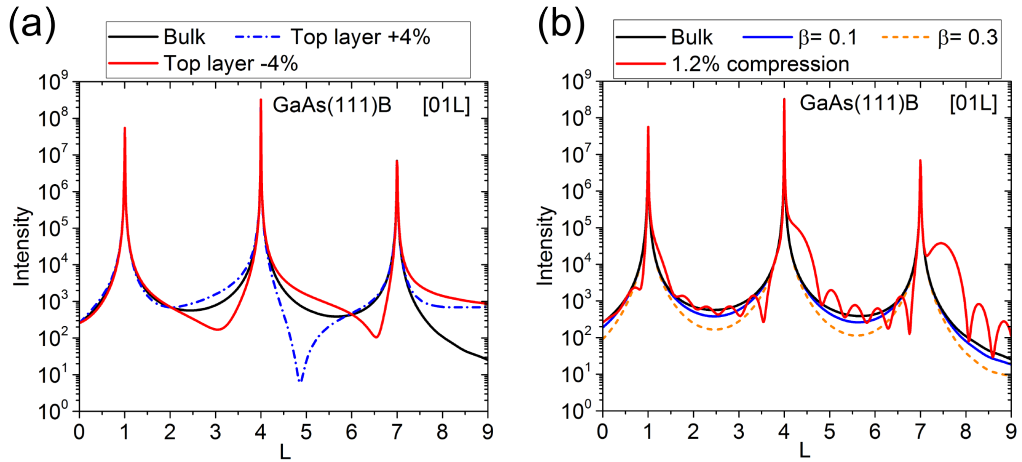 (a)
Bulk Top layer +4%
Top layer -4%
GaAs(111)B [01L]
Intensity
10^9
10^8
10^7
10^6
10^5
10^4
10^3
10^2
10^1
10^0
0 1 2 3 4 5 6 7 8 9
L
(b)
Bulk β= 0.1 β= 0.3
1.2% compression
GaAs(111)B [01L]
Intensity
10^9
10^8
10^7
10^6
10^5
10^4
10^3
10^2
10^1
10^0
0 1 2 3 4 5 6 7 8 9
L